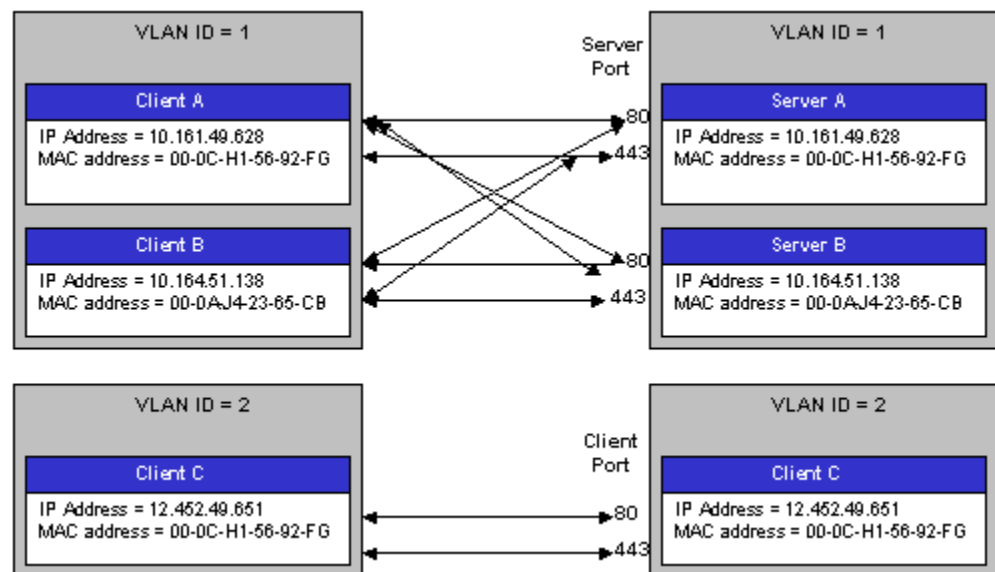 VLAN ID = 1
Client A
IP Address = 10.161.49.628
MAC address = 00-0C-H1-56-92-FG
Client B
IP Address = 10.164.51.138
MAC address = 00-0AJ4-23-65-CB
Server
Port
80
443
80
443
VLAN ID = 1
Server A
IP Address = 10.161.49.628
MAC address = 00-0C-H1-56-92-FG
Server B
IP Address = 10.164.51.138
MAC address = 00-0AJ4-23-65-CB
VLAN ID = 2
Client C
IP Address = 12.452.49.651
MAC address = 00-0C-H1-56-92-FG
Client
Port
80
443
VLAN ID = 2
Client C
IP Address = 12.452.49.651
MAC address = 00-0C-H1-56-92-FG